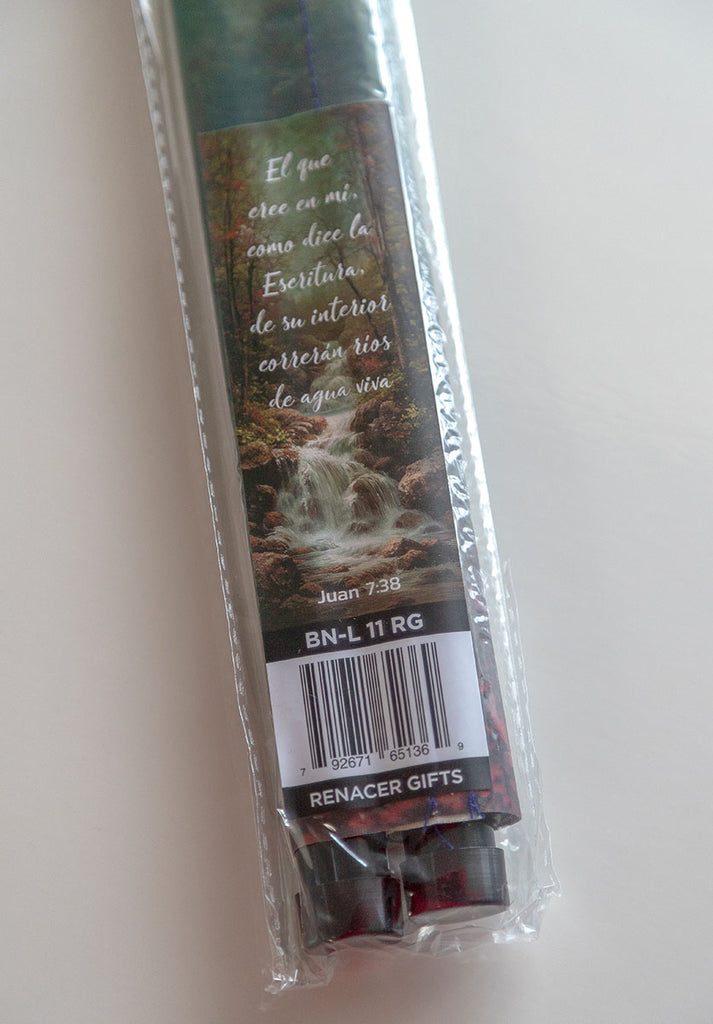 El que
cree en mí,
como dice la
Escritura,
de su interior
correrán ríos
de agua viva
Juan 7:38
BN-L 11 RG
7 92671 65136 9
RENACER GIFTS